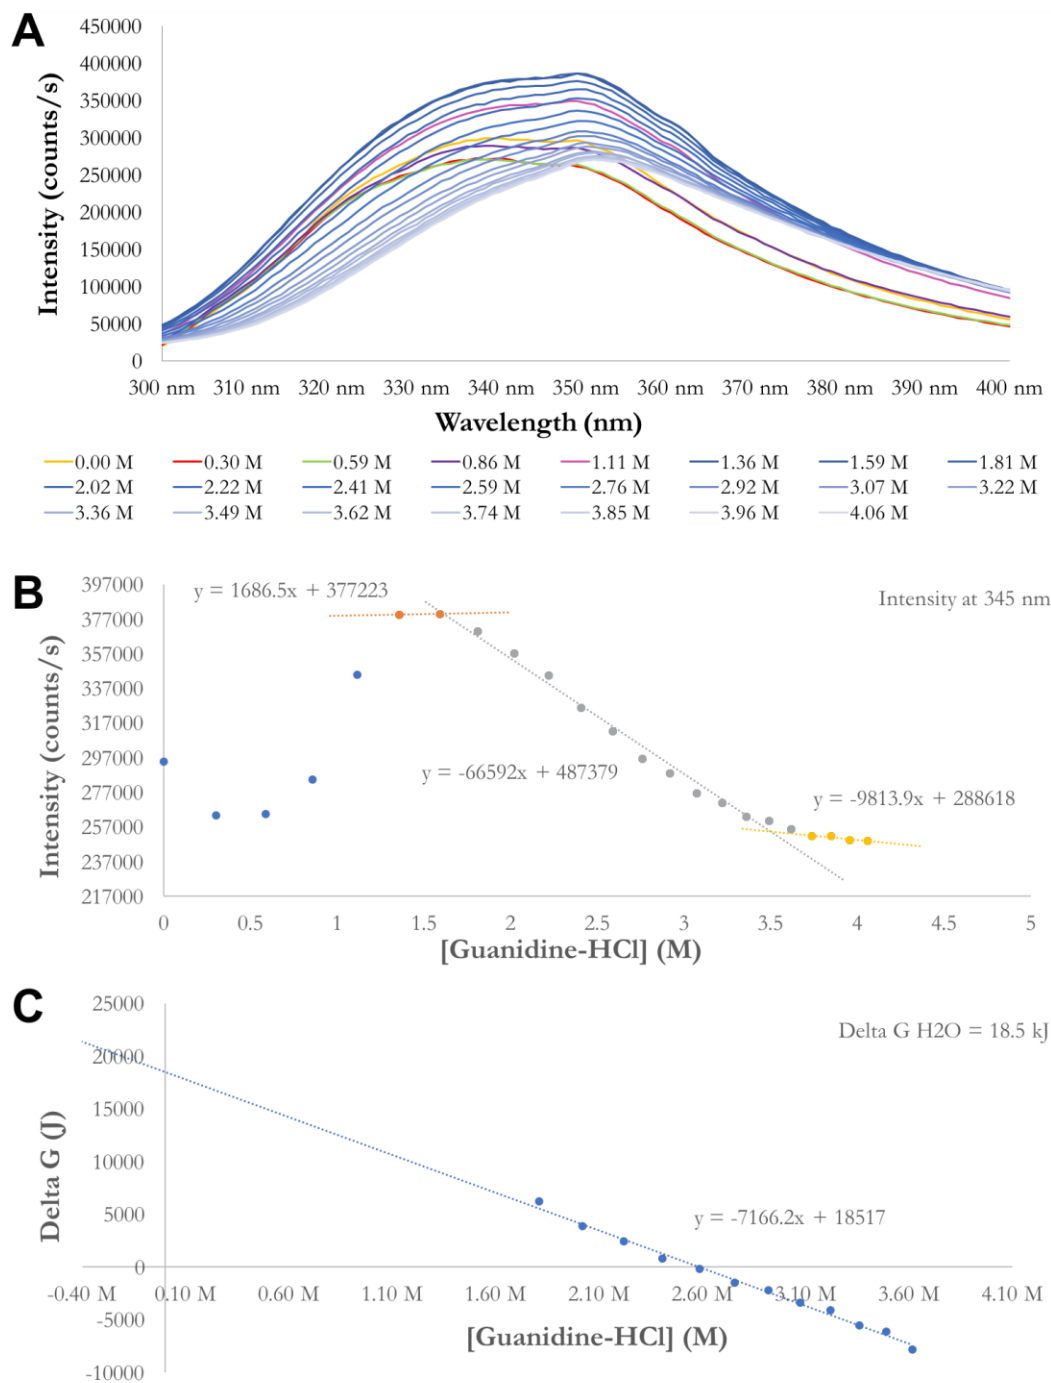 A
450000
400000
350000
300000
250000
200000
150000
100000
50000
0
Intensity (counts/s)
300 nm 310 nm 320 nm 330 nm 340 nm 350 nm 360 nm 370 nm 380 nm 390 nm 400 nm
Wavelength (nm)
0.00 M 0.30 M 0.59 M 0.86 M 1.11 M 1.36 M 1.59 M 1.81 M
2.02 M 2.22 M 2.41 M 2.59 M 2.76 M 2.92 M 3.07 M 3.22 M
3.36 M 3.49 M 3.62 M 3.74 M 3.85 M 3.96 M 4.06 M
B
397000
377000
357000
337000
317000
297000
277000
257000
237000
217000
Intensity (counts/s)
y = 1686.5x + 377223
Intensity at 345 nm
y = -66592x + 487379
y = -9813.9x + 288618
0 0.5 1 1.5 2 2.5 3 3.5 4 4.5 5
[Guanidine-HCl] (M)
C
25000
20000
15000
10000
5000
0
-5000
-10000
Delta G (J)
Delta G H2O = 18.5 kJ
y = -7166.2x + 18517
-0.40 M 0.10 M 0.60 M 1.10 M 1.60 M 2.10 M 2.60 M 3.10 M 3.60 M 4.10 M
[Guanidine-HCl] (M)